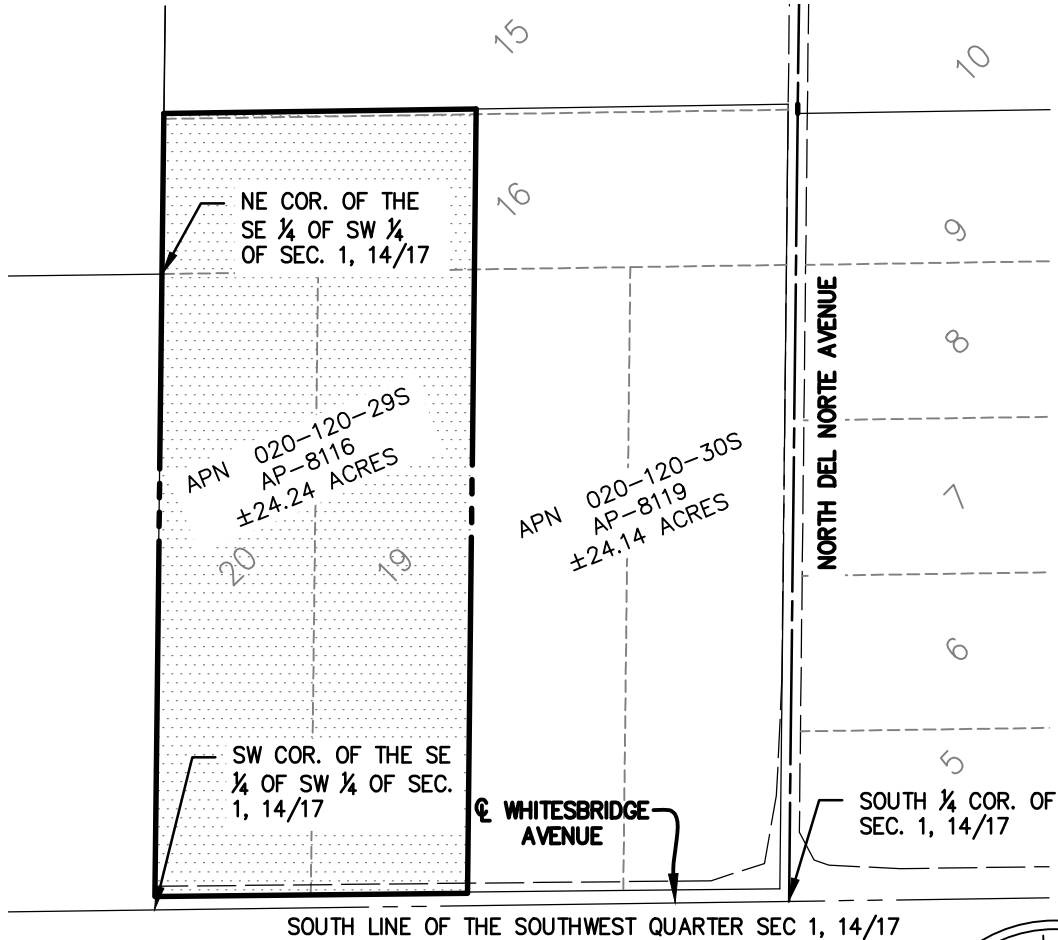 15
10
16
9
NE COR. OF THE
SE ¼ OF SW ¼
OF SEC. 1, 14/17
NORTH DEL NORTE AVENUE
8
APN 020-120-29S
AP-8116
±24.24 ACRES
APN 020-120-30S
AP-8119
±24.14 ACRES
7
20
19
6
SW COR. OF THE SE
¼ OF SW ¼ OF SEC.
1, 14/17
℄ WHITESBRIDGE
AVENUE
5
SOUTH ¼ COR. OF
SEC. 1, 14/17
SOUTH LINE OF THE SOUTHWEST QUARTER SEC 1, 14/17